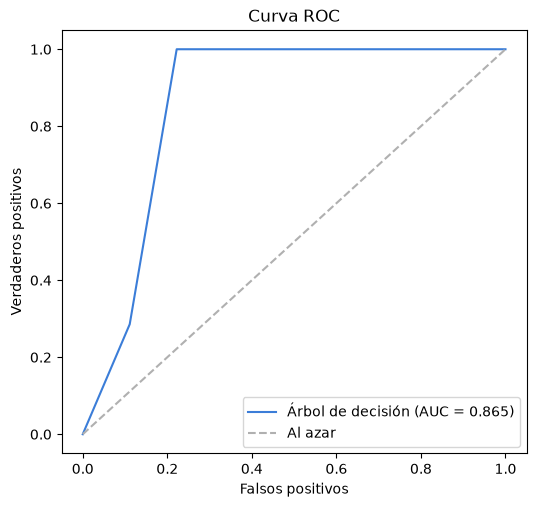 Curva ROC
1.0
0.8
0.6
0.4
0.2
0.0
Verdaderos positivos
Árbol de decisión (AUC = 0.865)
Al azar
0.0 0.2 0.4 0.6 0.8 1.0
Falsos positivos